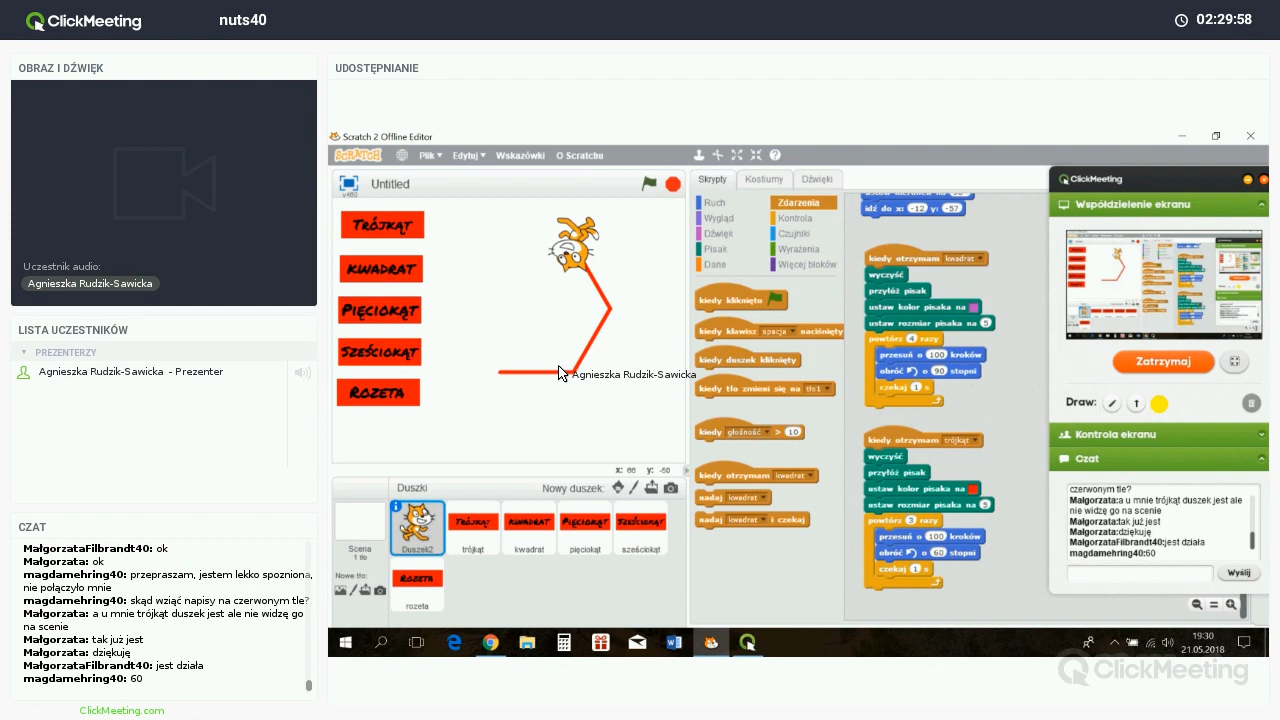 ClickMeeting
nuts40
02:29:58
OBRAZ I DŹWIĘK
Uczestnik audio:
Agnieszka Rudzik-Sawicka
LISTA UCZESTNIKÓW
PREZENTERZY
Agnieszka Rudzik-Sawicka - Prezenter
CZAT
MałgorzataFilbrandt40: ok
Małgorzata: ok
magdamehring40: przepraszam, jestem lekko spozniona,
nie połączyło mnie
magdamehring40: skąd wziąć napisy na czerwonym tle?
Małgorzata: a u mnie trójkąt duszek jest ale nie widzę go
na scenie
Małgorzata: tak już jest
Małgorzata: dziękuję
MałgorzataFilbrandt40: jest działa
magdamehring40: 60
ClickMeeting.com
UDOSTĘPNIANIE
Scratch 2 Offline Editor
SCRATCH
Plik
Edytuj
Wskazówki
O Scratchu
Untitled
v460
TRÓJKĄT
KWADRAT
PIĘCIOKĄT
SZEŚCIOKĄT
ROZETA
Agnieszka Rudzik-Sawicka
x: 66 y: -50
Duszki
Nowy duszek:
Scena
1 tło
Nowe tło:
Duszek2
TRÓJKĄT
trójkąt
KWADRAT
kwadrat
PIĘCIOKĄT
pięciokąt
SZEŚCIOKĄT
sześciokąt
ROZETA
rozeta
Skrypty
Kostiumy
Dźwięki
Ruch
Wygląd
Dźwięk
Pisak
Dane
Zdarzenia
Kontrola
Czujniki
Wyrażenia
Więcej bloków
kiedy kliknięto
kiedy klawisz spacja naciśnięty
kiedy duszek kliknięty
kiedy tło zmieni się na tło1
kiedy głośność > 10
kiedy otrzymam kwadrat
nadaj kwadrat
nadaj kwadrat i czekaj
idź do x: -12 y: -57
kiedy otrzymam kwadrat
wyczyść
przyłóż pisak
ustaw kolor pisaka na
ustaw rozmiar pisaka na 5
powtórz 4 razy
przesuń o 100 kroków
obróć 90 stopni
czekaj 1 s
kiedy otrzymam trójkąt
wyczyść
przyłóż pisak
ustaw kolor pisaka na
ustaw rozmiar pisaka na 5
powtórz 3 razy
przesuń o 100 kroków
obróć 60 stopni
czekaj 1 s
ClickMeeting
Współdzielenie ekranu
Zatrzymaj
Draw:
Kontrola ekranu
Czat
czerwonym tle?
Małgorzata:a u mnie trójkąt duszek jest ale
nie widzę go na scenie
Małgorzata:tak już jest
Małgorzata:dziękuję
MałgorzataFilbrandt40:jest działa
magdamehring40:60
Wyślij
19:30
21.05.2018
ClickMeeting